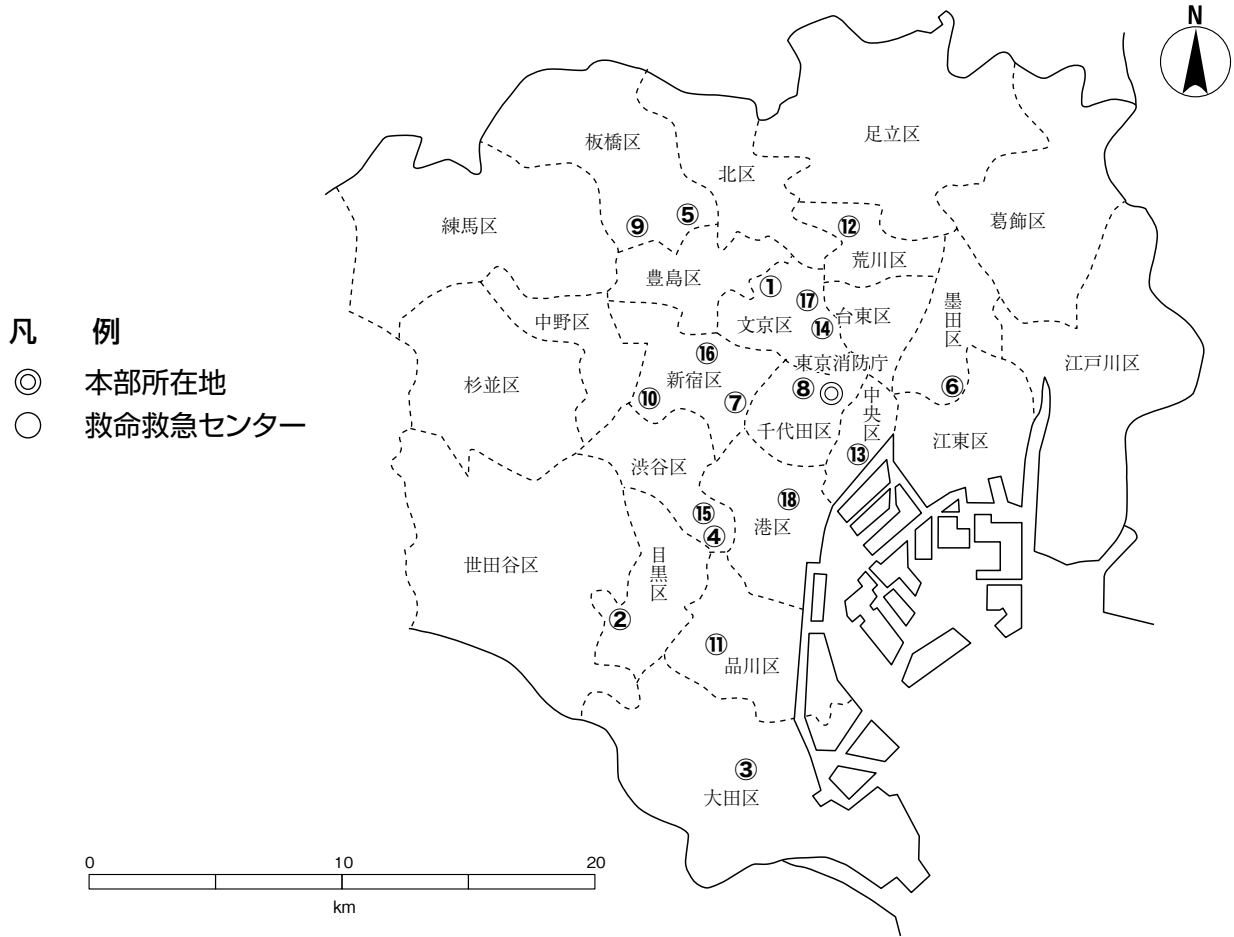 N
足立区
板橋区
北区
葛飾区
練馬区
⑨
⑤
⑫
荒川区
豊島区
①
⑰
文京区
⑭
台東区
墨田区
中野区
凡 例
◎ 本部所在地
○ 救命救急センター
杉並区
⑯
新宿区
⑩
⑦
東京消防庁
⑧
◎
千代田区
中央区
⑥
江戸川区
江東区
⑬
渋谷区
⑮
④
⑱
港区
世田谷区
目黒区
②
⑪
品川区
③
大田区
0 10 20
km